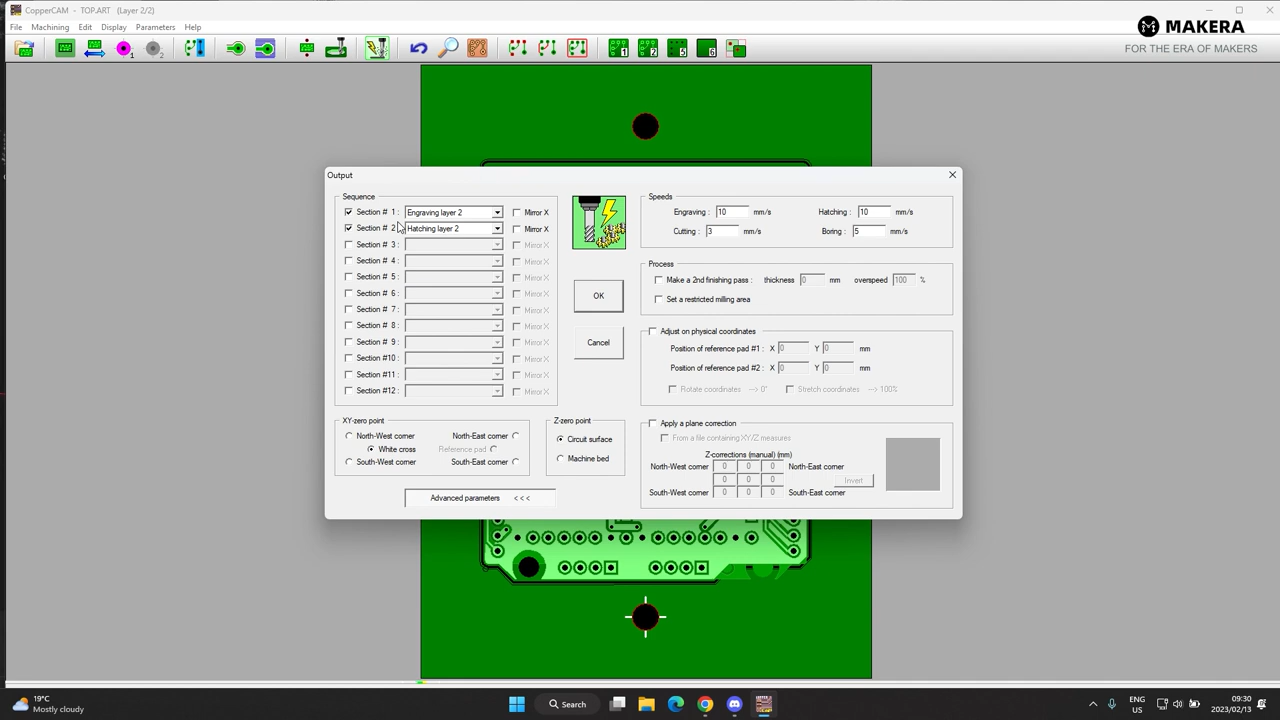 CopperCAM - TOP.ART (Layer 2/2)
File Machining Edit Display Parameters Help
MAKERA
FOR THE ERA OF MAKERS
1 2 1 2 5 6
Output
Sequence
Section # 1 : Engraving layer 2 Mirror X
Section # 2 Hatching layer 2 Mirror X
Section # 3 : Mirror X
Section # 4 : Mirror X
Section # 5 : Mirror X
Section # 6 : Mirror X
Section # 7 : Mirror X
Section # 8 : Mirror X
Section # 9 : Mirror X
Section #10 : Mirror X
Section #11 : Mirror X
Section #12 : Mirror X
OK
Cancel
Speeds
Engraving : 10 mm/s Hatching : 10 mm/s
Cutting : 3 mm/s Boring : 5 mm/s
Process
Make a 2nd finishing pass : thickness 0 mm overspeed 100 %
Set a restricted milling area
Adjust on physical coordinates
Position of reference pad #1 : X 0 Y 0 mm
Position of reference pad #2 : X 0 Y 0 mm
Rotate coordinates --> 0° Stretch coordinates --> 100%
XY-zero point
North-West corner North-East corner
White cross Reference pad
South-West corner South-East corner
Z-zero point
Circuit surface
Machine bed
Advanced parameters < < <
Apply a plane correction
From a file containing XY/Z measures
Z-corrections (manual) (mm)
North-West corner 0 0 0 North-East corner
0 0 0 Invert
South-West corner 0 0 0 South-East corner
19°C
Mostly cloudy
Search
ENG
US
09:30
2023/02/13